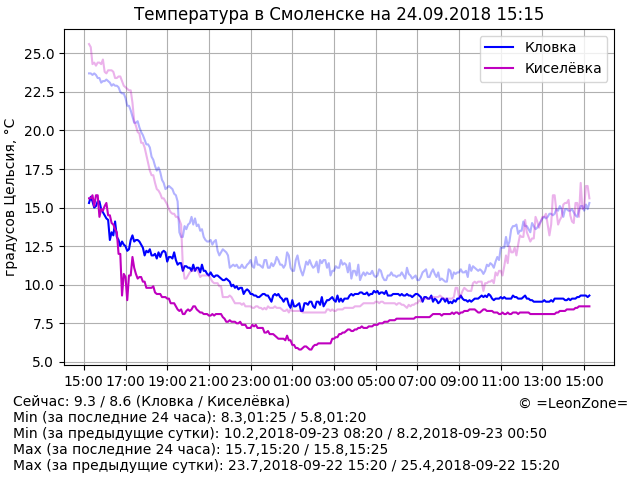 Температура в Смоленске на 24.09.2018 15:15
Кловка
Киселёвка
градусов Цельсия, °C
25.0
22.5
20.0
17.5
15.0
12.5
10.0
7.5
5.0
15:00 17:00 19:00 21:00 23:00 01:00 03:00 05:00 07:00 09:00 11:00 13:00 15:00
Сейчас: 9.3 / 8.6 (Кловка / Киселёвка)
© =LeonZone=
Min (за последние 24 часа): 8.3,01:25 / 5.8,01:20
Min (за предыдущие сутки): 10.2,2018-09-23 08:20 / 8.2,2018-09-23 00:50
Max (за последние 24 часа): 15.7,15:20 / 15.8,15:25
Max (за предыдущие сутки): 23.7,2018-09-22 15:20 / 25.4,2018-09-22 15:20